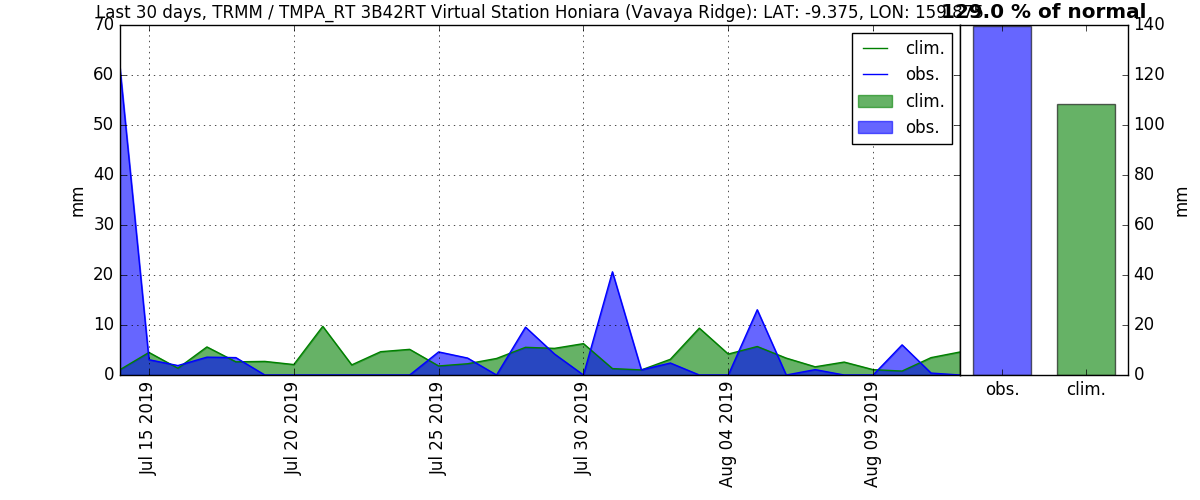 Last 30 days, TRMM / TMPA_RT 3B42RT Virtual Station Honiara (Vavaya Ridge): LAT: -9.375, LON:
129.0 % of normal
70
60
50
40
30
20
10
0
mm
clim.
obs.
clim.
obs.
140
120
100
80
60
40
20
0
mm
Jul 15 2019
Jul 20 2019
Jul 25 2019
Jul 30 2019
Aug 04 2019
Aug 09 2019
obs.
clim.